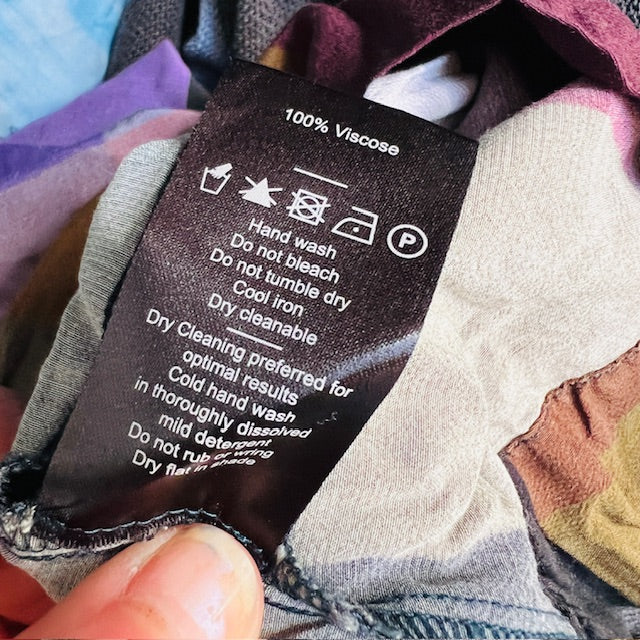 100% Viscose
P
Hand wash
Do not bleach
Do not tumble dry
Cool iron
Dry cleanable
Dry Cleaning preferred for
optimal results
Cold hand wash
in thoroughly dissolved
mild detergent
Do not rub or wring
Dry flat in shade